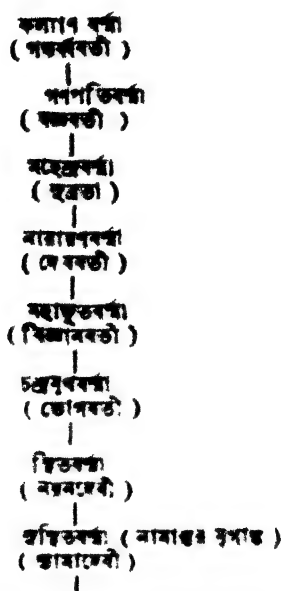 কল্যাণ বর্ম্মা
( গন্ধর্ব্ববতী )
গণপতিবর্ম্মা
( যজ্ঞবতী )
মহেন্দ্রবর্ম্মা
( সুব্রতা )
নারায়ণবর্ম্মা
( দেববতী )
মহাভূতবর্ম্মা
( বিজ্ঞানবতী )
চন্দ্রমুখবর্ম্মা
( ভোগবতী )
স্থিতবর্ম্মা
( নয়নদেবী )
সুস্থিতবর্ম্মা ( নামান্তর মৃগাঙ্ক )
( শ্যামাদেবী )